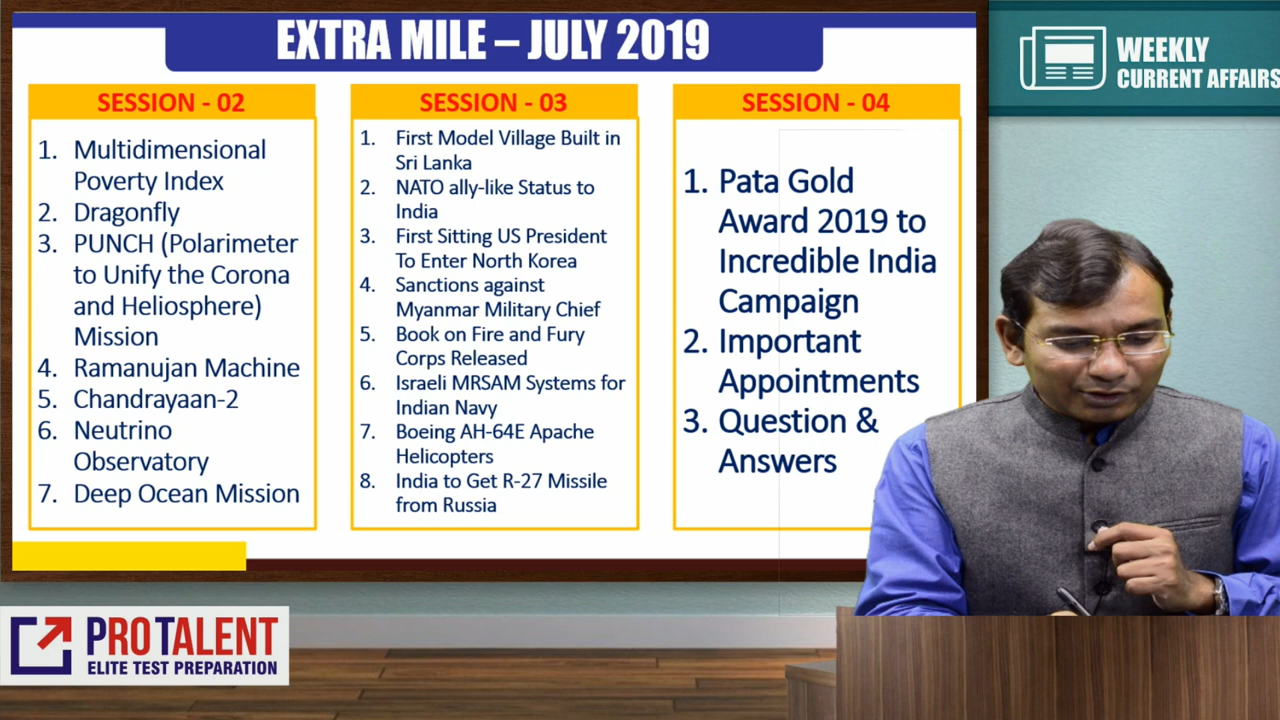 EXTRA MILE – JULY 2019
WEEKLY
CURRENT AFFAIRS
SESSION - 02
1. Multidimensional
Poverty Index
2. Dragonfly
3. PUNCH (Polarimeter
to Unify the Corona
and Heliosphere)
Mission
4. Ramanujan Machine
5. Chandrayaan-2
6. Neutrino
Observatory
7. Deep Ocean Mission
SESSION - 03
1. First Model Village Built in
Sri Lanka
2. NATO ally-like Status to
India
3. First Sitting US President
To Enter North Korea
4. Sanctions against
Myanmar Military Chief
5. Book on Fire and Fury
Corps Released
6. Israeli MRSAM Systems for
Indian Navy
7. Boeing AH-64E Apache
Helicopters
8. India to Get R-27 Missile
from Russia
SESSION - 04
1. Pata Gold
Award 2019 to
Incredible India
Campaign
2. Important
Appointments
3. Question &
Answers
PROTALENT
ELITE TEST PREPARATION